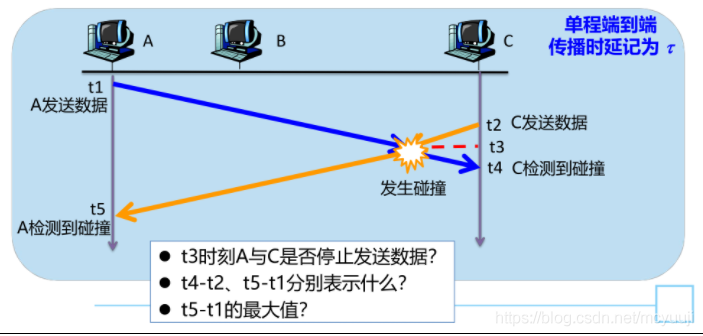 单程端到端
传播时延记为 τ
A
B
C
t1
A发送数据
t2 C发送数据
t3
t4 C检测到碰撞
发生碰撞
t5
A检测到碰撞
● t3时刻A与C是否停止发送数据?
● t4-t2、t5-t1分别表示什么?
● t5-t1的最大值?
https://blog.csdn.net/mcyuuji